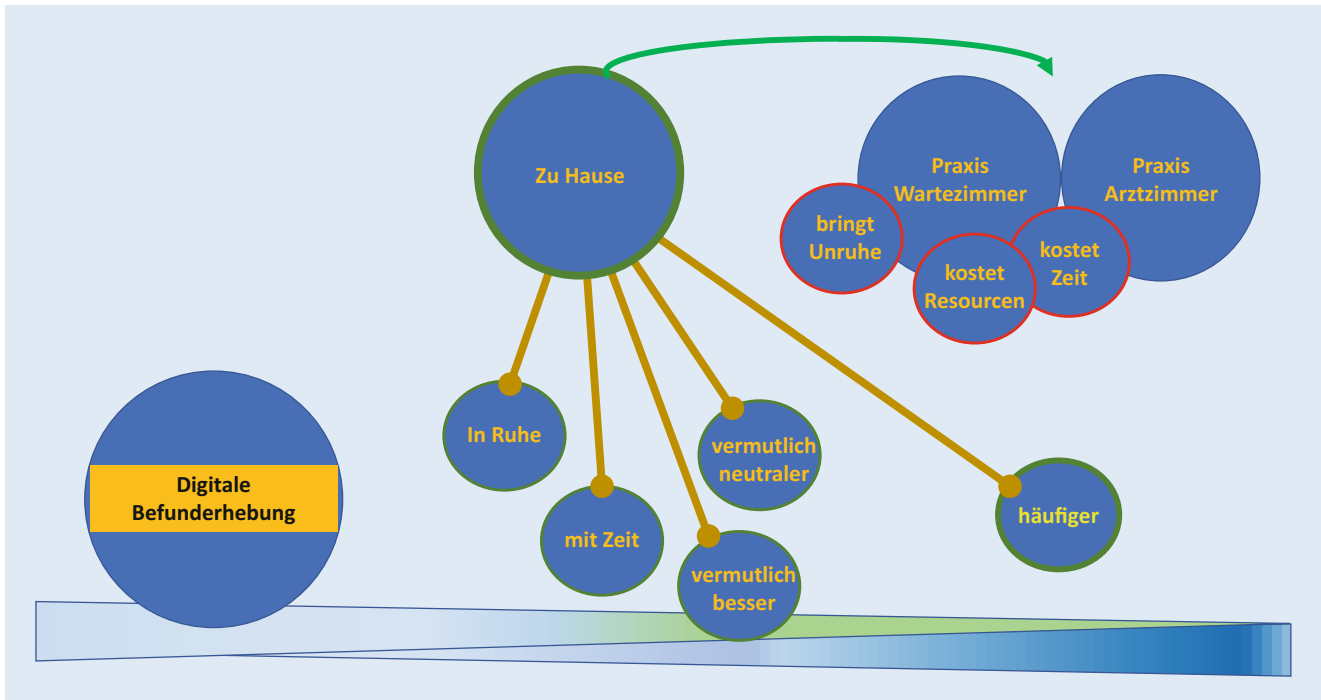 Zu Hause
Praxis
Wartezimmer
Praxis
Arztzimmer
bringt
Unruhe
kostet
Resourcen
kostet
Zeit
In Ruhe
mit Zeit
vermutlich
besser
vermutlich
neutraler
häufiger
Digitale
Befunderhebung